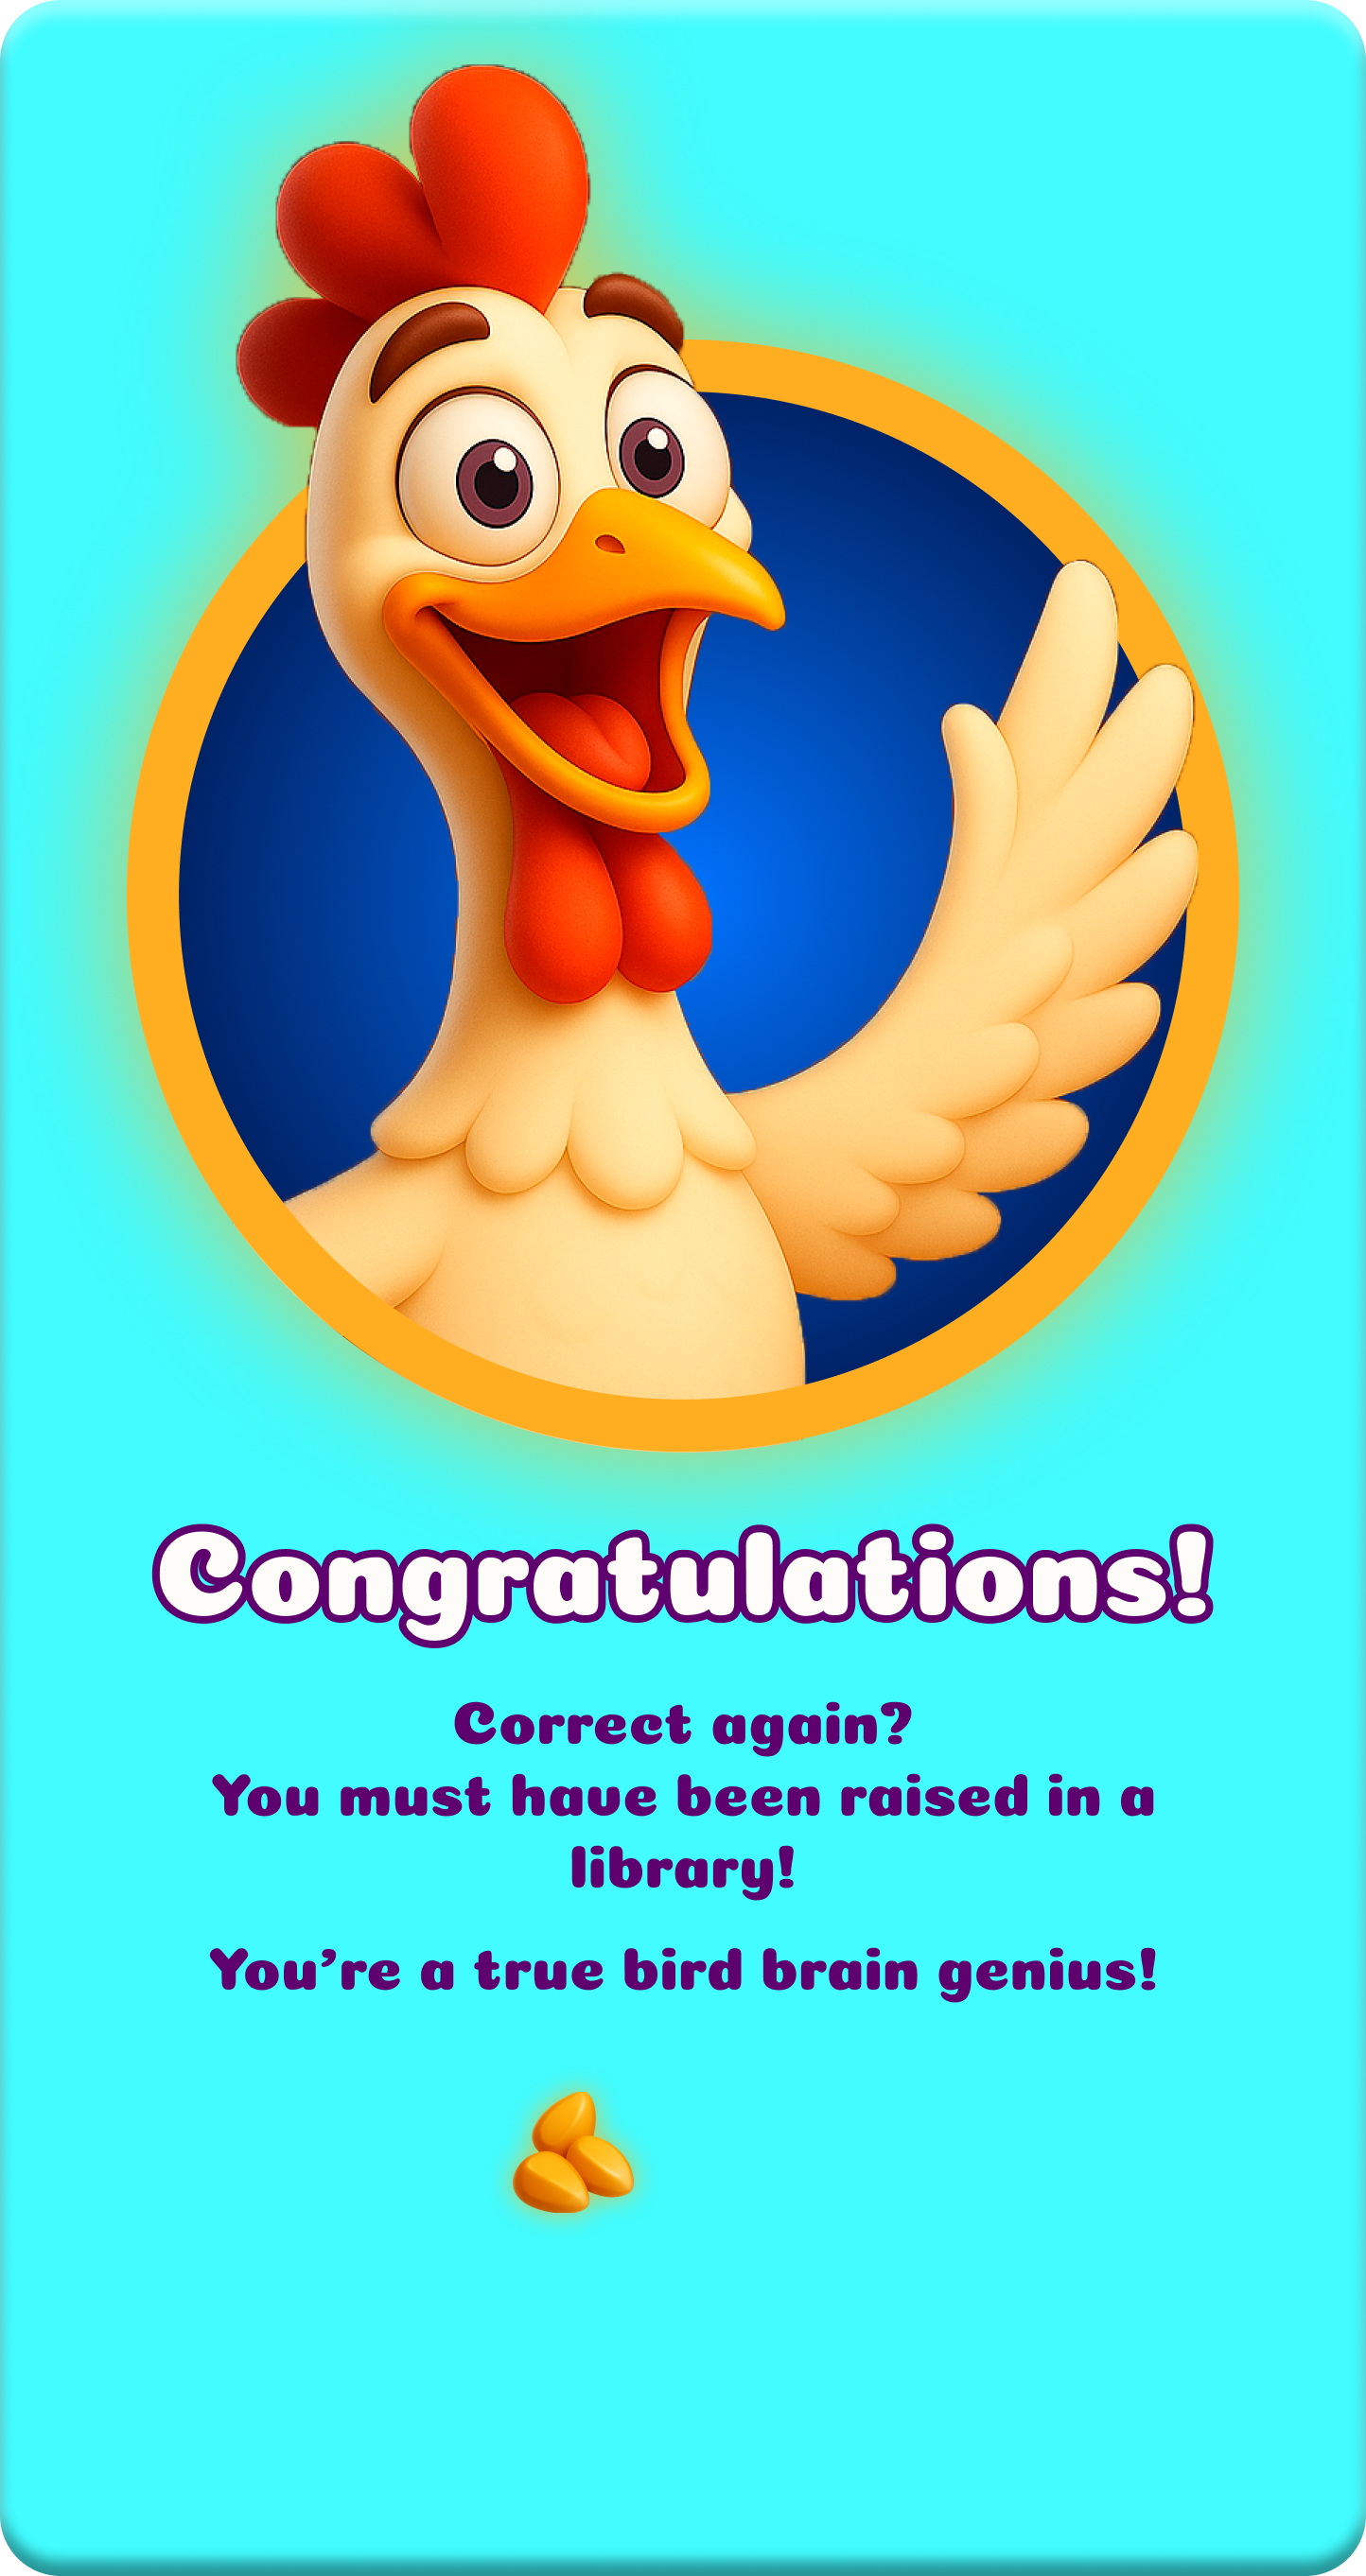 Congratulations!
Correct again?
You must have been raised in a
library!
You’re a true bird brain genius!